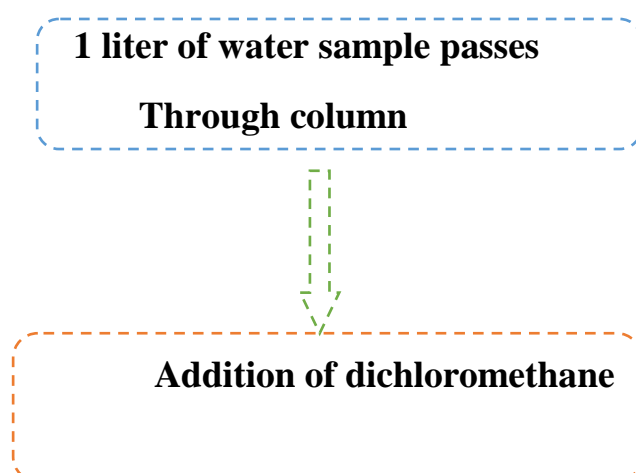 1 liter of water sample passes
Through column
Addition of dichloromethane